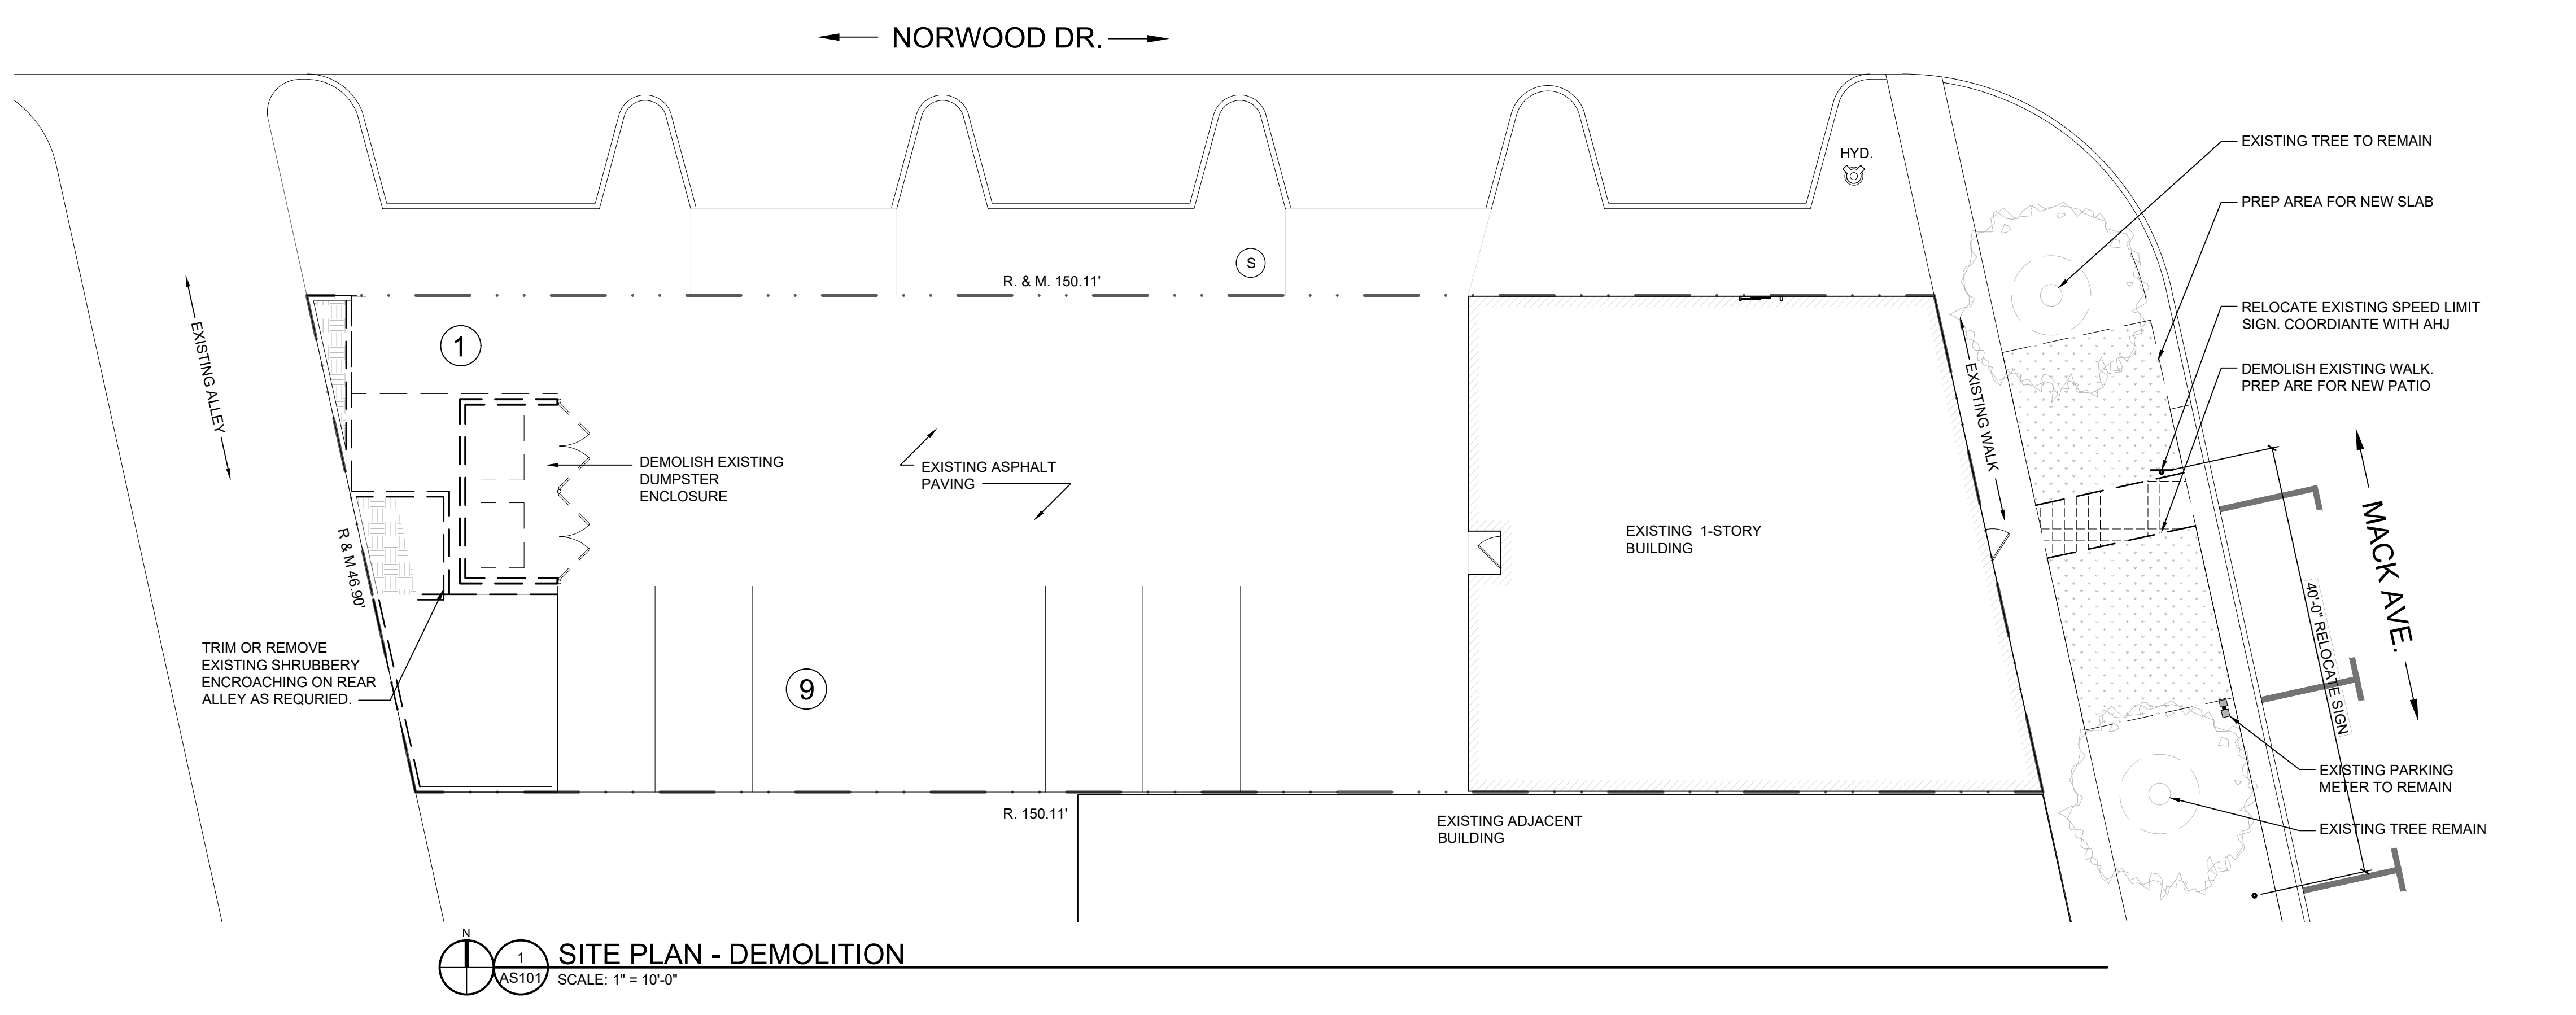 NORWOOD DR.
HYD.
EXISTING TREE TO REMAIN
PREP AREA FOR NEW SLAB
S
R. & M. 150.11'
RELOCATE EXISTING SPEED LIMIT
SIGN. COORDIANTE WITH AHJ
1
EXISTING ALLEY
EXISTING WALK
DEMOLISH EXISTING WALK.
PREP ARE FOR NEW PATIO
DEMOLISH EXISTING
DUMPSTER
ENCLOSURE
EXISTING ASPHALT
PAVING
EXISTING 1-STORY
BUILDING
MACK AVE.
R & M 46.90'
40'-0" RELOCATE SIGN
TRIM OR REMOVE
EXISTING SHRUBBERY
ENCROACHING ON REAR
ALLEY AS REQURIED.
9
EXISTING PARKING
METER TO REMAIN
R. 150.11'
EXISTING ADJACENT
BUILDING
EXISTING TREE REMAIN
N
1
AS101
SITE PLAN - DEMOLITION
SCALE: 1" = 10'-0"